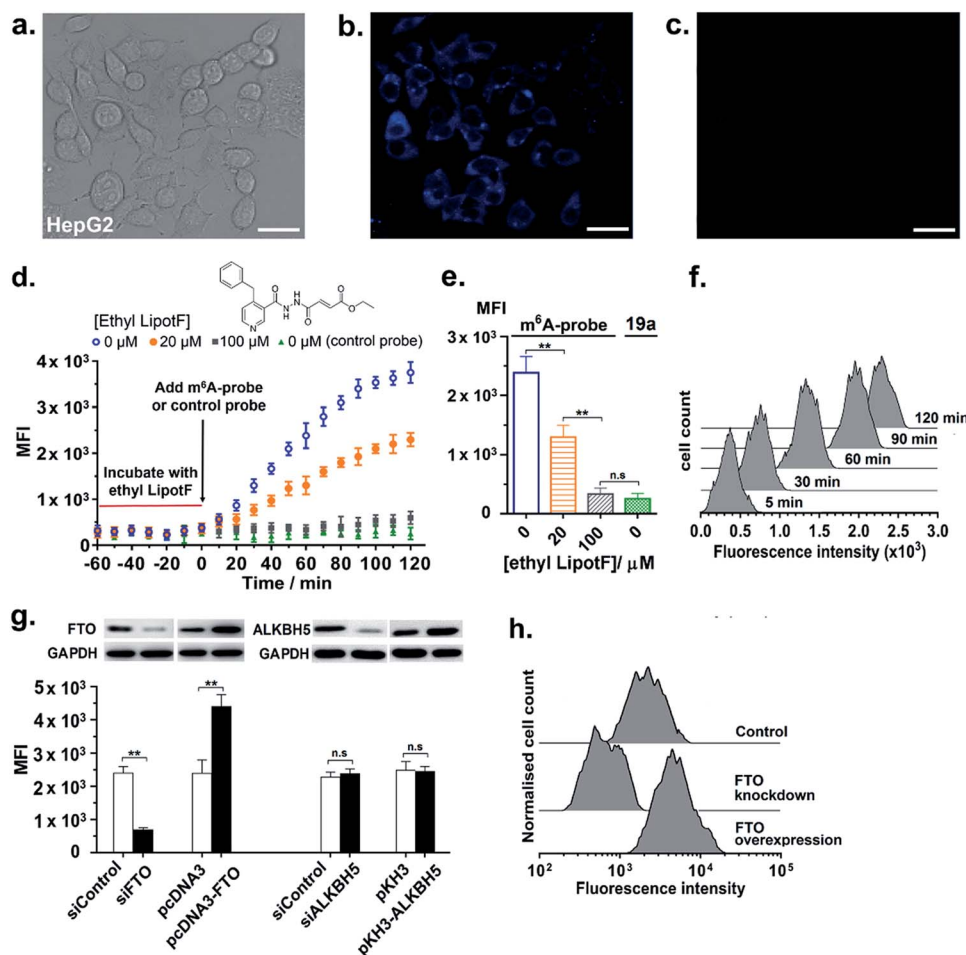 a.
b.
c.
HepG2
d.
[Ethyl LipotF]
0 µM 20 µM 100 µM 0 µM (control probe)
N
O
H
N
N
H
O
O
O
MFI
4 x 10³
3 x 10³
2 x 10³
1 x 10³
0
Add m⁶A-probe
or control probe
Incubate with
ethyl LipotF
-60 -40 -20 0 20 40 60 80 100 120
Time / min
e.
MFI
m⁶A-probe 19a
3 x 10³
2 x 10³
1 x 10³
0
**
**
n.s
0 20 100 0
[ethyl LipotF]/ µM
f.
cell count
120 min
90 min
60 min
30 min
5 min
0.0 0.5 1.0 1.5 2.0 2.5 3.0
Fluorescence intensity (x10³)
g.
FTO
GAPDH
ALKBH5
GAPDH
MFI
5 x 10³
4 x 10³
3 x 10³
2 x 10³
1 x 10³
0
**
**
n.s
n.s
siControl
siFTO
pcDNA3
pcDNA3-FTO
siControl
siALKBH5
pKH3
pKH3-ALKBH5
h.
Normalised cell count
Control
FTO
knockdown
FTO
overexpression
10² 10³ 10⁴ 10⁵
Fluorescence intensity